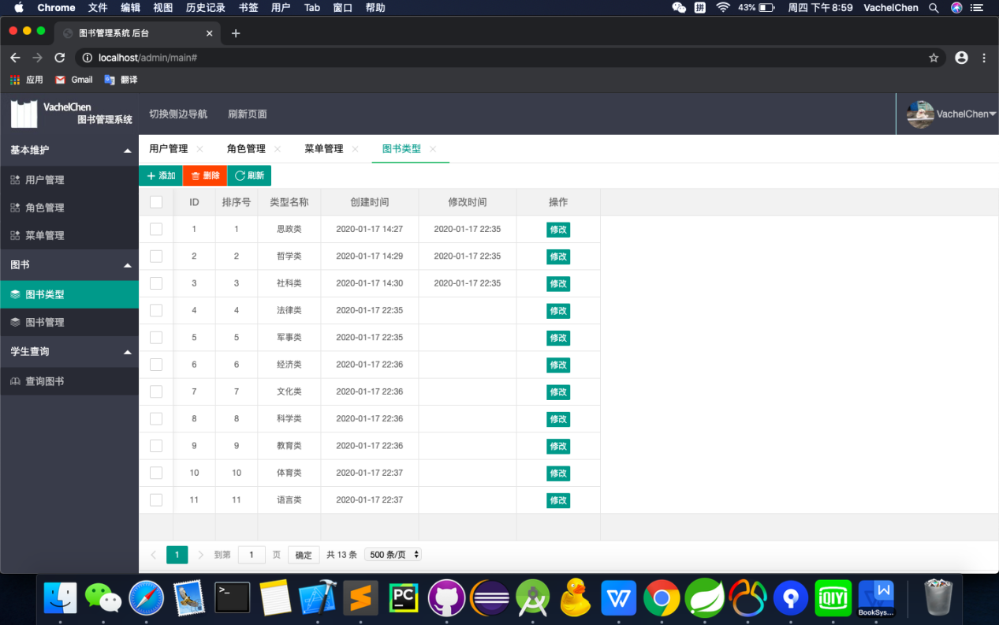 Chrome 文件 编辑 视图 历史记录 书签 用户 Tab 窗口 帮助 拼 43% 周四 下午8:59 VachelChen
图书管理系统 后台
localhost/admin/main#
应用 Gmail 翻译
VachelChen
图书管理系统
切换侧边导航 刷新页面 VachelChen
基本维护
用户管理
角色管理
菜单管理
图书
图书类型
图书管理
学生查询
查询图书
用户管理 角色管理 菜单管理 图书类型
添加 删除 刷新
ID 排序号 类型名称 创建时间 修改时间 操作
1 1 思政类 2020-01-17 14:27 2020-01-17 22:35 修改
2 2 哲学类 2020-01-17 14:29 2020-01-17 22:35 修改
3 3 社科类 2020-01-17 14:30 2020-01-17 22:35 修改
4 4 法律类 2020-01-17 22:35 修改
5 5 军事类 2020-01-17 22:35 修改
6 6 经济类 2020-01-17 22:36 修改
7 7 文化类 2020-01-17 22:36 修改
8 8 科学类 2020-01-17 22:36 修改
9 9 教育类 2020-01-17 22:36 修改
10 10 体育类 2020-01-17 22:37 修改
11 11 语言类 2020-01-17 22:37 修改
1 到第 1 页 确定 共 13 条 500 条/页
PC
W
iQIYI
W
BookSys...